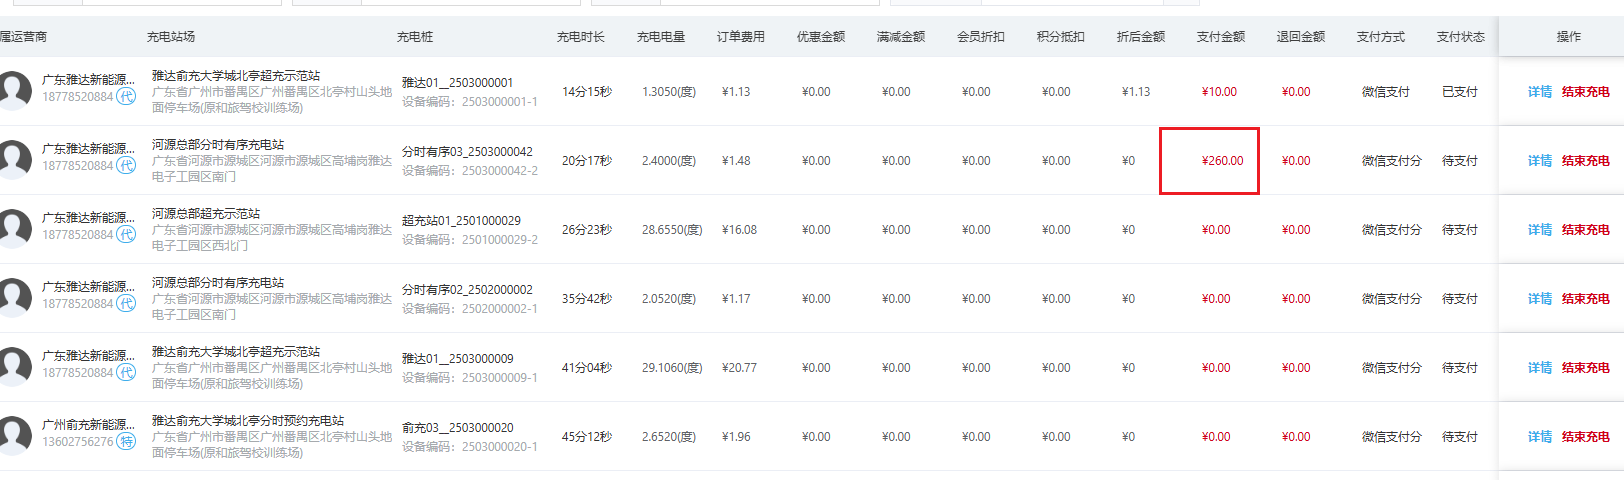 属运营商 充电站场 充电桩 充电时长 充电电量 订单费用 优惠金额 满减金额 会员折扣 积分抵扣 折后金额 支付金额 退回金额 支付方式 支付状态 操作
广东雅达新能源... 雅达俞充大学城北亭超充示范站 雅达01__2503000001 14分15秒 1.3050(度) ¥1.13 ¥0.00 ¥0.00 ¥0.00 ¥0.00 ¥1.13 ¥10.00 ¥0.00 微信支付 已支付 详情 结束充电
18778520884 代 广东省广州市番禺区广州番禺区北亭村山头地 设备编码：2503000001-1
面停车场(原和旅驾校训练场)
广东雅达新能源... 河源总部分时有序充电站 分时有序03_2503000042 20分17秒 2.4000(度) ¥1.48 ¥0.00 ¥0.00 ¥0.00 ¥0.00 ¥0 ¥260.00 ¥0.00 微信支付分 待支付 详情 结束充电
18778520884 代 广东省河源市源城区河源市源城区高埔岗雅达 设备编码：2503000042-2
电子工园区南门
广东雅达新能源... 河源总部超充示范站 超充站01_2501000029 26分23秒 28.6550(度) ¥16.08 ¥0.00 ¥0.00 ¥0.00 ¥0.00 ¥0 ¥0.00 ¥0.00 微信支付分 待支付 详情 结束充电
18778520884 代 广东省河源市源城区河源市源城区高埔岗雅达 设备编码：2501000029-2
电子工园区西北门
广东雅达新能源... 河源总部分时有序充电站 分时有序02_2502000002 35分42秒 2.0520(度) ¥1.17 ¥0.00 ¥0.00 ¥0.00 ¥0.00 ¥0 ¥0.00 ¥0.00 微信支付分 待支付 详情 结束充电
18778520884 代 广东省河源市源城区河源市源城区高埔岗雅达 设备编码：2502000002-1
电子工园区南门
广东雅达新能源... 雅达俞充大学城北亭超充示范站 雅达01__2503000009 41分04秒 29.1060(度) ¥20.77 ¥0.00 ¥0.00 ¥0.00 ¥0.00 ¥0 ¥0.00 ¥0.00 微信支付分 待支付 详情 结束充电
18778520884 代 广东省广州市番禺区广州番禺区北亭村山头地 设备编码：2503000009-1
面停车场(原和旅驾校训练场)
广州俞充新能源... 雅达俞充大学城北亭分时预约充电站 俞充03__2503000020 45分12秒 2.6520(度) ¥1.96 ¥0.00 ¥0.00 ¥0.00 ¥0.00 ¥0 ¥0.00 ¥0.00 微信支付分 待支付 详情 结束充电
13602756276 特 广东省广州市番禺区广州番禺区北亭村山头地 设备编码：2503000020-1
面停车场(原和旅驾校训练场)